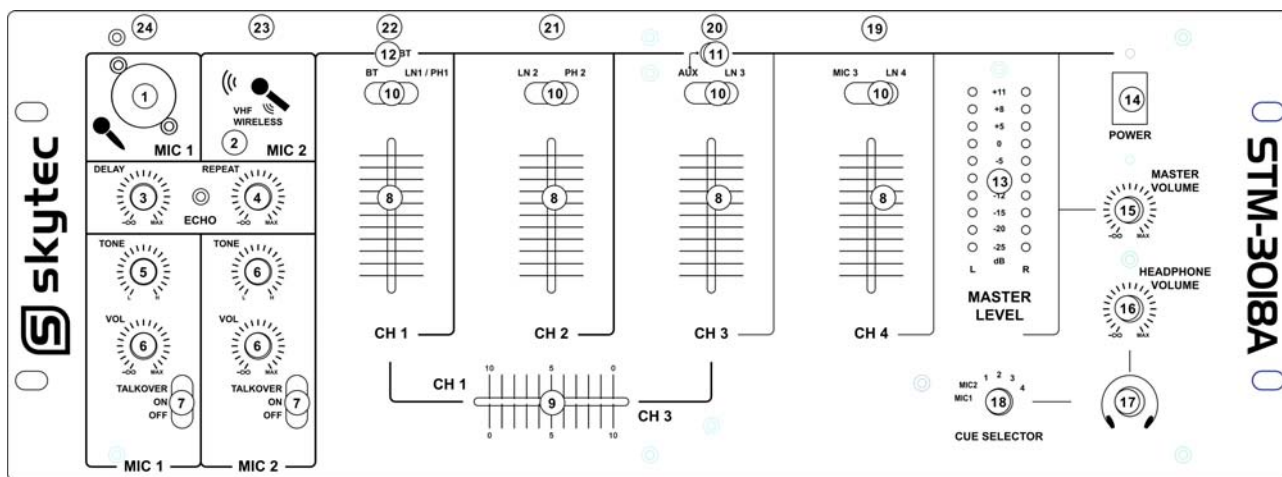 24 23 22 21 20 19
12 BT 11
BT LN1 / PH1 LN 2 PH 2 AUX LN 3 MIC 3 LN 4
10 10 10 10
1
VHF
WIRELESS
2
MIC 1 MIC 2
DELAY REPEAT
3 4
-∞ MAX -∞ MAX
ECHO
TONE TONE
5 6
L H L H
VOL VOL
6 6
-∞ MAX -∞ MAX
TALKOVER TALKOVER
ON 7 ON 7
OFF OFF
MIC 1 MIC 2
skytec
8 8 8 8
CH 1 CH 2 CH 3 CH 4
10 5 0
CH 1
9
CH 3
0 5 10
+11
+8
+5
0
-5
13
-12
-15
-20
-25
dB
L R
MASTER
LEVEL
14
POWER
MASTER
VOLUME
15
-∞ MAX
HEADPHONE
VOLUME
16
-∞ MAX
1 2 3 4
MIC2
MIC1
18 17
CUE SELECTOR
STM-3018A